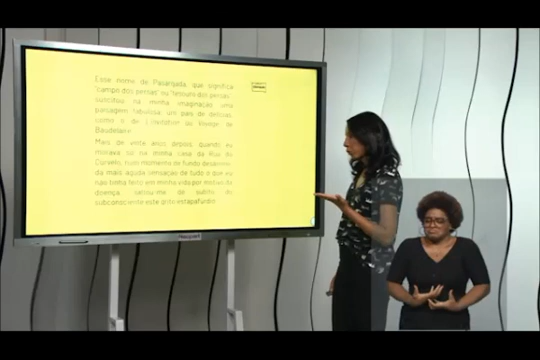 Esse nome de Pasárgada, que significa
"campo dos persas" ou "tesouro dos persas",
suscitou na minha imaginação uma
paisagem fabulosa, um país de delícias,
como o de L'invitation au Voyage de
Baudelaire.
Mais de vinte anos depois, quando eu
morava só na minha casa da Rua do
Curvelo, num momento de fundo desânimo,
da mais aguda sensação de tudo o que eu
não tinha feito em minha vida por motivo da
doença, saltou-me de súbito do
subconsciente este grito estapafúrdio: